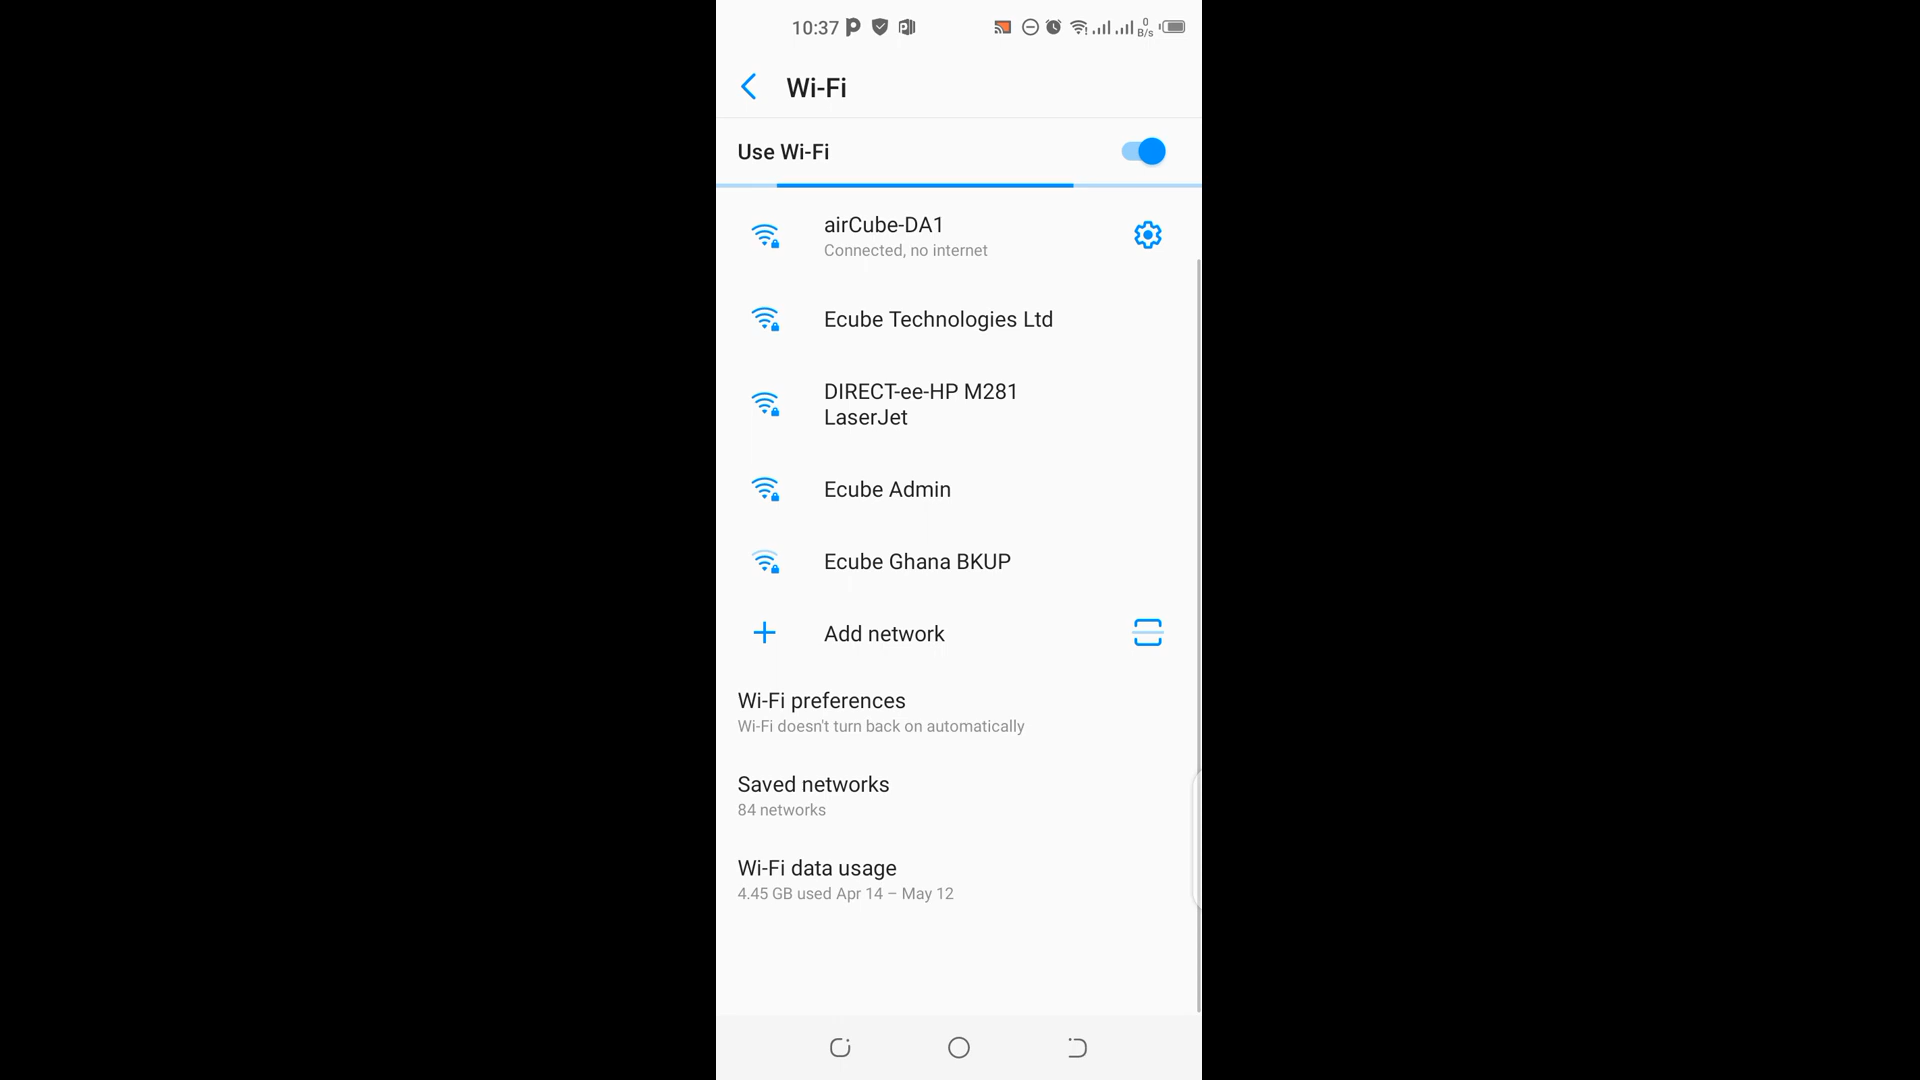 10:37
0
B/s
Wi-Fi
Use Wi-Fi
airCube-DA1
Connected, no internet
Ecube Technologies Ltd
DIRECT-ee-HP M281
LaserJet
Ecube Admin
Ecube Ghana BKUP
Add network
Wi-Fi preferences
Wi-Fi doesn't turn back on automatically
Saved networks
84 networks
Wi-Fi data usage
4.45 GB used Apr 14 – May 12